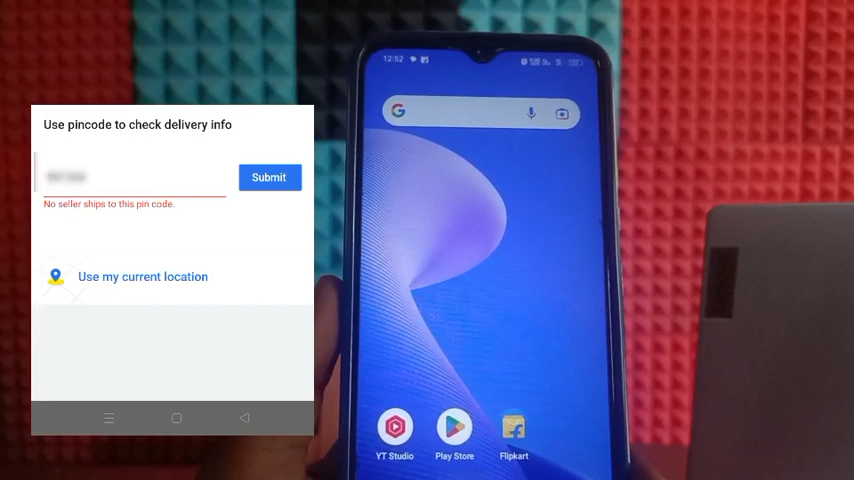 Use pincode to check delivery info
Submit
No seller ships to this pin code.
Use my current location
12:52
G
YT Studio
Play Store
Flipkart